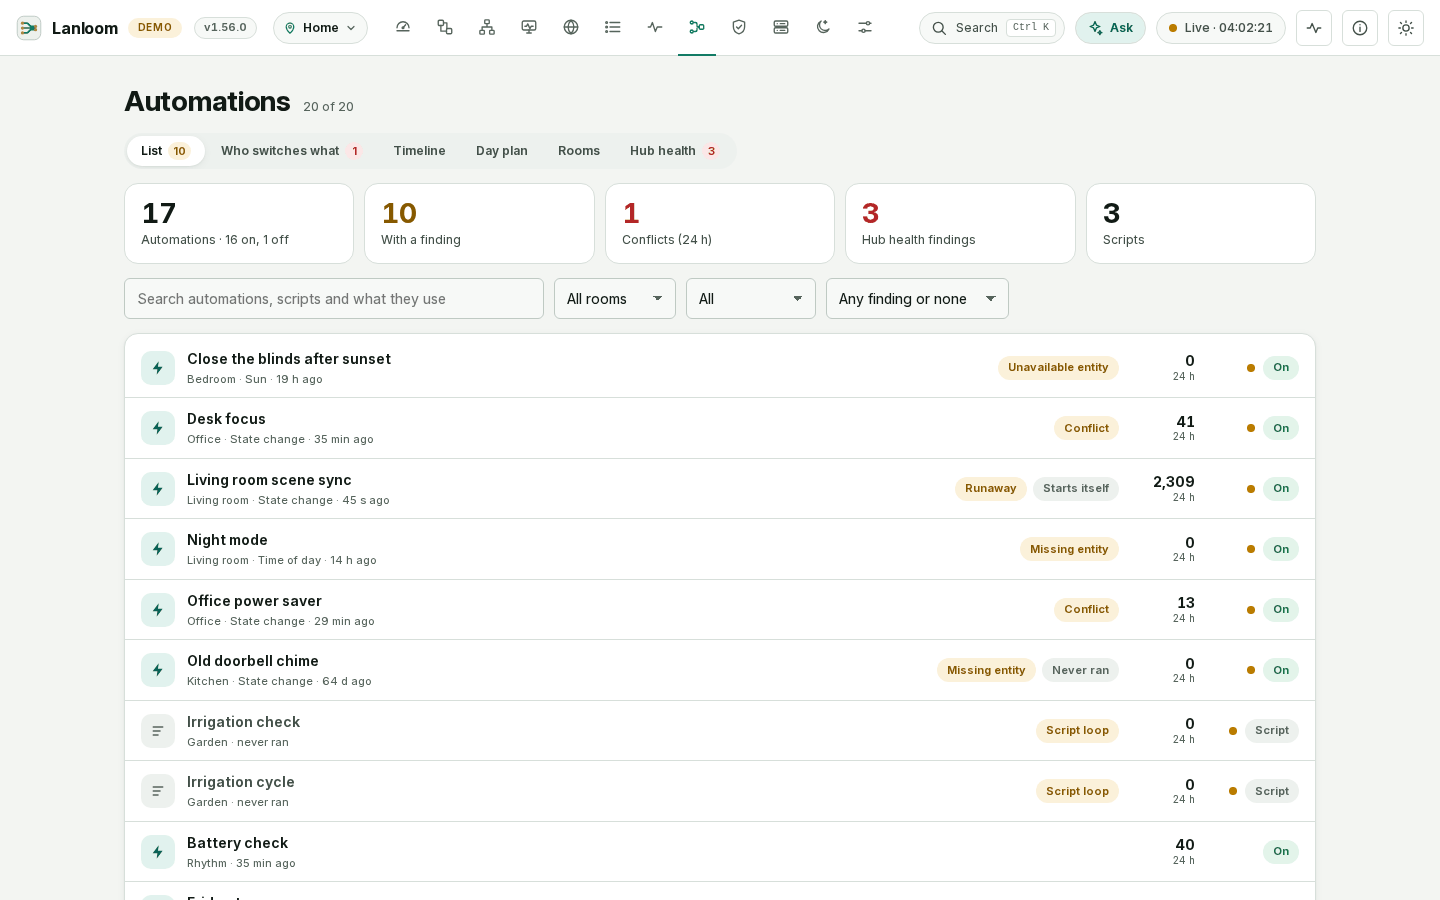 Lanloom DEMO v1.56.0 Home Search Ctrl K Ask Live · 04:02:21
Automations 20 of 20
List 10 Who switches what 1 Timeline Day plan Rooms Hub health 3
17
Automations · 16 on, 1 off
10
With a finding
1
Conflicts (24 h)
3
Hub health findings
3
Scripts
Search automations, scripts and what they use All rooms All Any finding or none
Close the blinds after sunset
Bedroom · Sun · 19 h ago
Unavailable entity
0
24 h
On
Desk focus
Office · State change · 35 min ago
Conflict
41
24 h
On
Living room scene sync
Living room · State change · 45 s ago
Runaway Starts itself
2,309
24 h
On
Night mode
Living room · Time of day · 14 h ago
Missing entity
0
24 h
On
Office power saver
Office · State change · 29 min ago
Conflict
13
24 h
On
Old doorbell chime
Kitchen · State change · 64 d ago
Missing entity Never ran
0
24 h
On
Irrigation check
Garden · never ran
Script loop
0
24 h
Script
Irrigation cycle
Garden · never ran
Script loop
0
24 h
Script
Battery check
Rhythm · 35 min ago
40
24 h
On